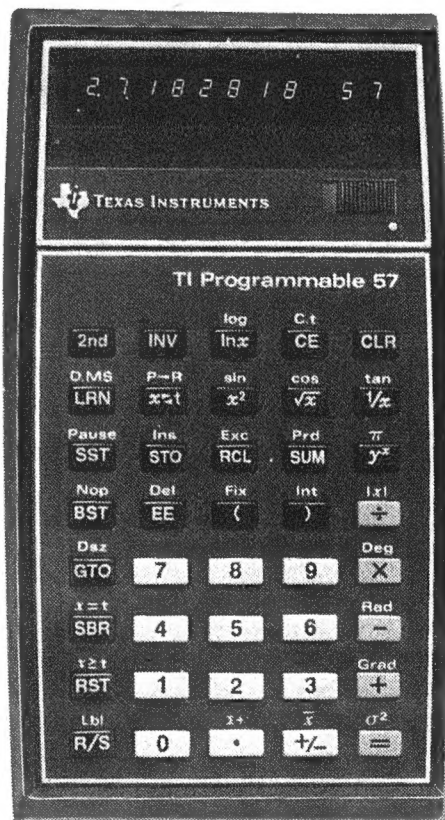 2.7182818 57
TEXAS INSTRUMENTS
TI Programmable 57
log C.t
2nd INV lnx CE CLR
D.MS P→R sin cos tan
LRN x⇌t x² √x 1/x
Pause Ins Exc Prd π
SST STO RCL SUM yˣ
Nop Del Fix Int |x|
BST EE ( ) ÷
Dsz Deg
GTO 7 8 9 X
x=t Rad
SBR 4 5 6 −
x≥t Grad
RST 1 2 3 +
Lbl Σ+ x̄ σ²
R/S 0 . +/− =